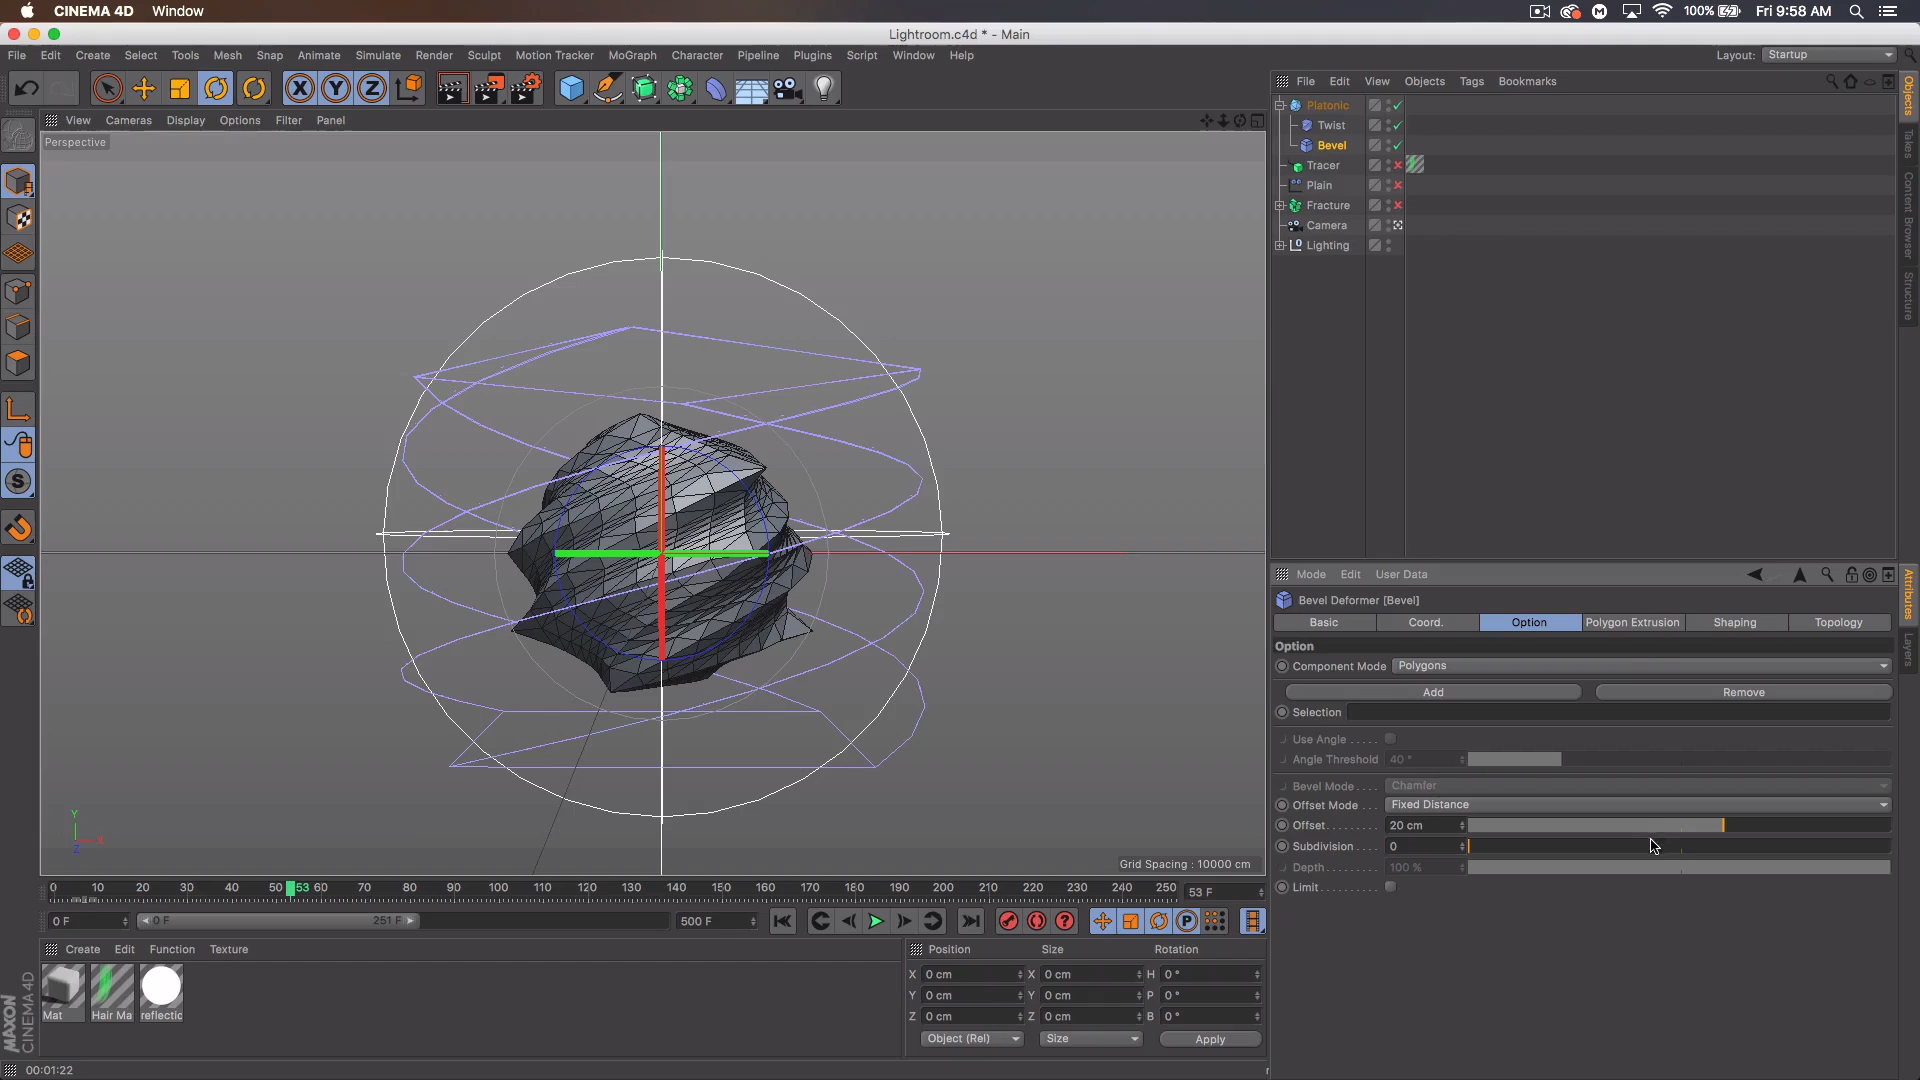 CINEMA 4D Window
100% Fri 9:58 AM
Lightroom.c4d * - Main
File Edit Create Select Tools Mesh Snap Animate Simulate Render Sculpt Motion Tracker MoGraph Character Pipeline Plugins Script Window Help
Layout: Startup
File Edit View Objects Tags Bookmarks
View Cameras Display Options Filter Panel
Perspective
Platonic
Twist
Bevel
Tracer
Plain
Fracture
Camera
Lighting
Objects
Takes
Content Browser
Structure
Mode Edit User Data
Bevel Deformer [Bevel]
Basic Coord. Option Polygon Extrusion Shaping Topology
Option
Component Mode Polygons
Add Remove
Selection
Use Angle . . . . .
Angle Threshold 40 °
Bevel Mode . . . . Chamfer
Offset Mode . . . Fixed Distance
Offset. . . . . . . . . 20 cm
Subdivision . . . . 0
Depth. . . . . . . . . 100 %
Limit . . . . . . . . . .
Attributes
Layers
Y
X
Z
Grid Spacing : 10000 cm
0 10 20 30 40 50 53 60 70 80 90 100 110 120 130 140 150 160 170 180 190 200 210 220 230 240 250 53 F
0 F 0 F 251 F 500 F
Create Edit Function Texture
Mat Hair Ma reflectic
Position Size Rotation
X 0 cm X 0 cm H 0 °
Y 0 cm Y 0 cm P 0 °
Z 0 cm Z 0 cm B 0 °
Object (Rel) Size Apply
MAXON CINEMA 4D
00:01:22